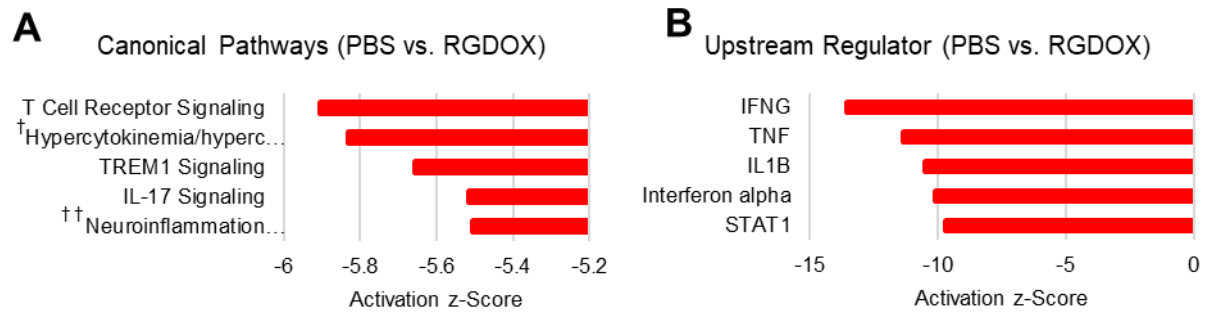 A
Canonical Pathways (PBS vs. RGDOX)
T Cell Receptor Signaling
†Hypercytokinemia/hyperc...
TREM1 Signaling
IL-17 Signaling
††Neuroinflammation...
-6 -5.8 -5.6 -5.4 -5.2
Activation z-Score
B
Upstream Regulator (PBS vs. RGDOX)
IFNG
TNF
IL1B
Interferon alpha
STAT1
-15 -10 -5 0
Activation z-Score